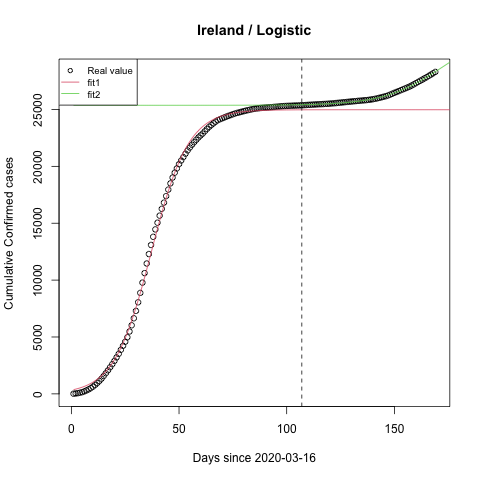 Ireland / Logistic
Real value
fit1
fit2
Cumulative Confirmed cases
25000
20000
15000
10000
5000
0
0 50 100 150
Days since 2020-03-16